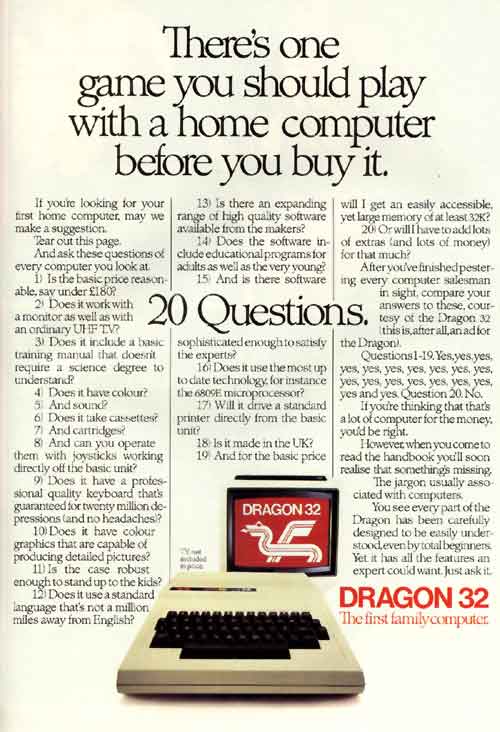 There's one
game you should play
with a home computer
before you buy it.
If you're looking for your
first home computer, may we
make a suggestion.
Tear out this page.
And ask these questions of
every computer you look at.
1) Is the basic price reason-
able, say under £180?
2) Does it work with
a monitor as well as with
an ordinary UHF T.V?
3) Does it include a basic
training manual that doesn't
require a science degree to
understand?
4) Does it have colour?
5) And sound?
6) Does it take cassettes?
7) And cartridges?
8) And can you operate
them with joysticks working
directly off the basic unit?
9) Does it have a profes-
sional quality keyboard that's
guaranteed for twenty million de-
pressions (and no headaches)?
10) Does it have colour
graphics that are capable of
producing detailed pictures?
11) Is the case robust
enough to stand up to the kids?
12) Does it use a standard
language that's not a million
miles away from English?
13) Is there an expanding
range of high quality software
available from the makers?
14) Does the software in-
clude educational programs for
adults as well as the very young?
15) And is there software
20 Questions.
sophisticated enough to satisfy
the experts?
16) Does it use the most up
to date technology, for instance
the 6809E microprocessor?
17) Will it drive a standard
printer directly from the basic
unit?
18) Is it made in the UK?
19) And for the basic price
will I get an easily accessible,
yet large memory of at least 32K?
20) Or will I have to add lots
of extras (and lots of money)
for that much?
After you've finished pester-
ing every computer salesman
in sight, compare your
answers to these, cour-
tesy of the Dragon 32
(this is, after all, an ad for
the Dragon).
Questions 1-19. Yes, yes, yes,
yes, yes, yes, yes, yes, yes, yes,
yes, yes, yes, yes, yes, yes, yes,
yes and yes. Question 20. No.
If you're thinking that that's
a lot of computer for the money,
you'd be right.
However, when you come to
read the handbook you'll soon
realise that something's missing.
The jargon usually asso-
ciated with computers.
You see every part of the
Dragon has been carefully
designed to be easily under-
stood, even by total beginners.
Yet it has all the features an
expert could want. Just ask it.
DRAGON 32
TV not
included
in price.
DRAGON 32
The first family computer.